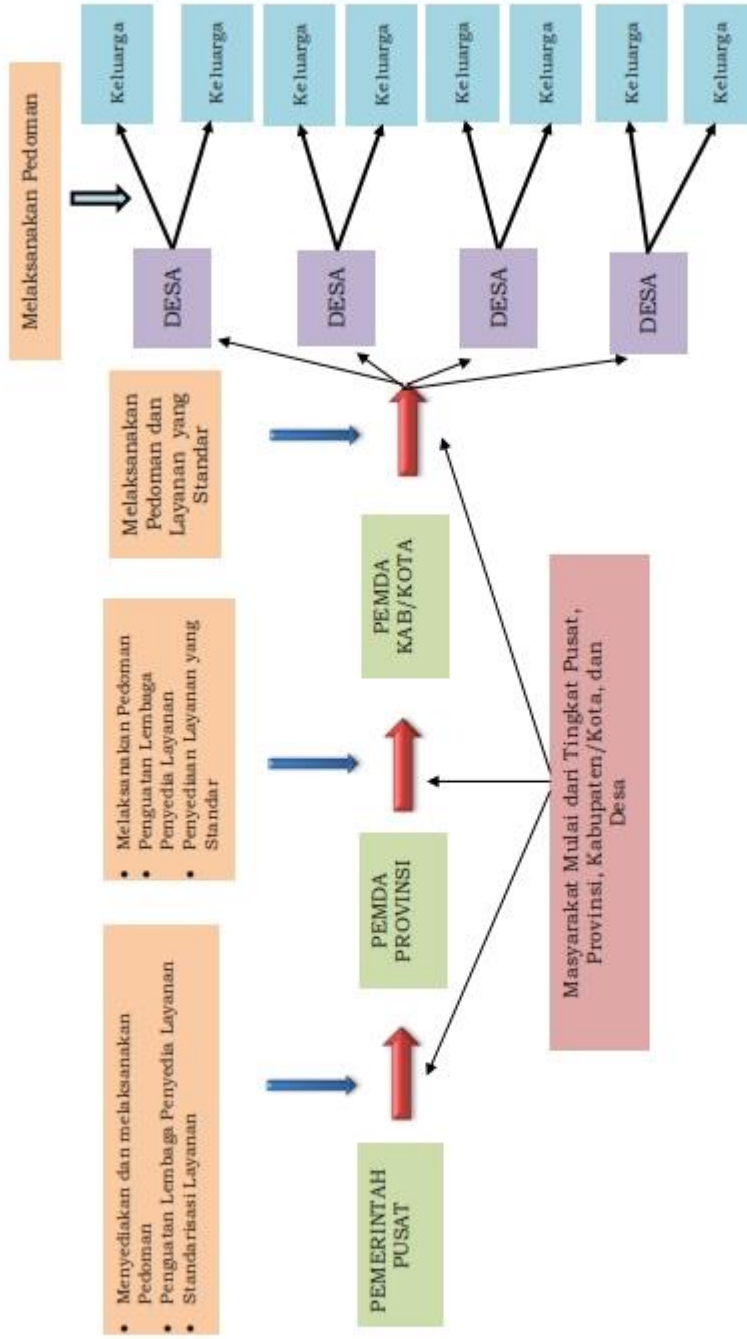 • Menyediakan dan melaksanakan
Pedoman
• Penguatan Lembaga Penyedia Layanan
• Standarisasi Layanan
• Melaksanakan Pedoman
• Penguatan Lembaga
Penyedia Layanan
• Penyediaan Layanan yang
Standar
Melaksanakan
Pedoman dan
Layanan yang
Standar
Melaksanakan Pedoman
PEMERINTAH
PUSAT
PEMDA
PROVINSI
PEMDA
KAB/KOTA
DESA
DESA
DESA
DESA
Keluarga
Keluarga
Keluarga
Keluarga
Keluarga
Keluarga
Keluarga
Keluarga
Masyarakat Mulai dari Tingkat Pusat,
Provinsi, Kabupaten/Kota, dan
Desa